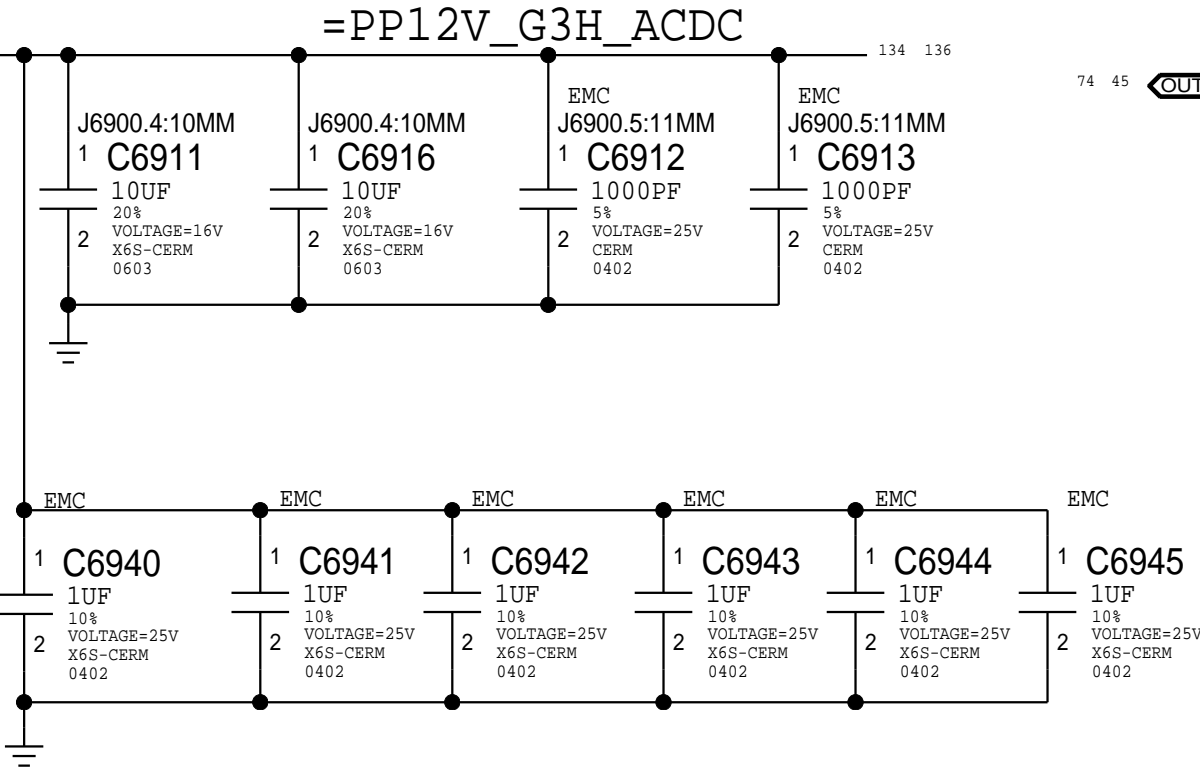 =PP12V_G3H_ACDC
134 136
74 45 OUT
EMC EMC
J6900.4:10MM J6900.4:10MM J6900.5:11MM J6900.5:11MM
1 C6911 1 C6916 1 C6912 1 C6913
10UF 10UF 1000PF 1000PF
20% 20% 5% 5%
2 VOLTAGE=16V 2 VOLTAGE=16V 2 VOLTAGE=25V 2 VOLTAGE=25V
X6S-CERM X6S-CERM CERM CERM
0603 0603 0402 0402
EMC EMC EMC EMC EMC EMC
1 C6940 1 C6941 1 C6942 1 C6943 1 C6944 1 C6945
1UF 1UF 1UF 1UF 1UF 1UF
10% 10% 10% 10% 10% 10%
2 VOLTAGE=25V 2 VOLTAGE=25V 2 VOLTAGE=25V 2 VOLTAGE=25V 2 VOLTAGE=25V 2 VOLTAGE=25V
X6S-CERM X6S-CERM X6S-CERM X6S-CERM X6S-CERM X6S-CERM
0402 0402 0402 0402 0402 0402